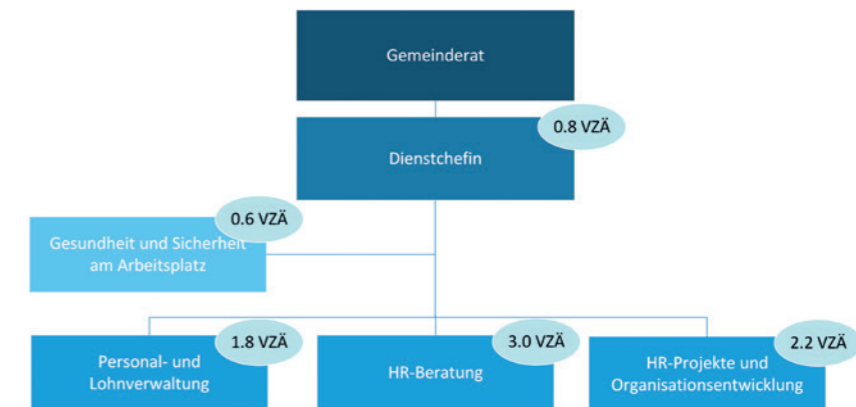 Gemeinderat
0.8 VZÄ
Dienstchefin
0.6 VZÄ
Gesundheit und Sicherheit
am Arbeitsplatz
1.8 VZÄ
Personal- und
Lohnverwaltung
3.0 VZÄ
HR-Beratung
2.2 VZÄ
HR-Projekte und
Organisationsentwicklung